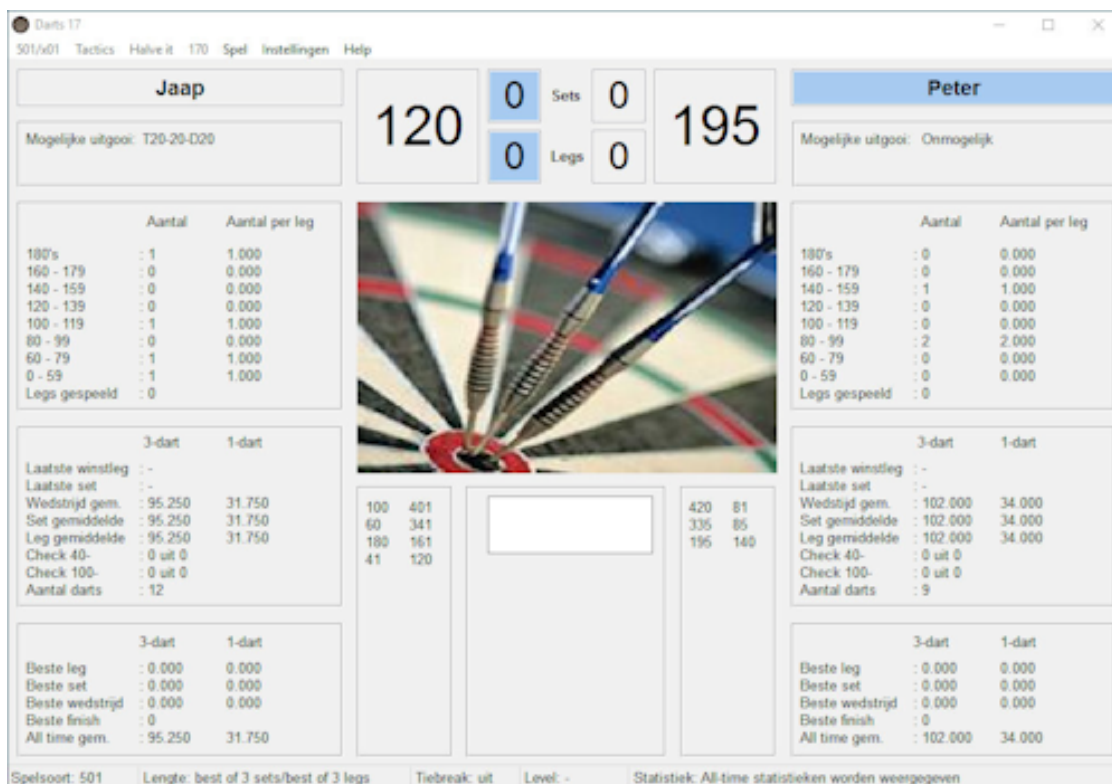 Darts 17
501/x01 Tactics Halve it 170 Spel Instellingen Help
Jaap
Mogelijke uitgooi: T20-20-D20
120
0 Sets 0
0 Legs 0
195
Peter
Mogelijke uitgooi: Onmogelijk
Aantal Aantal per leg
180's : 1 1.000
160 - 179 : 0 0.000
140 - 159 : 0 0.000
120 - 139 : 0 0.000
100 - 119 : 1 1.000
80 - 99 : 0 0.000
60 - 79 : 1 1.000
0 - 59 : 1 1.000
Legs gespeeld : 0
3-dart 1-dart
Laatste winstleg : -
Laatste set : -
Wedstrijd gem. : 95.250 31.750
Set gemiddelde : 95.250 31.750
Leg gemiddelde : 95.250 31.750
Check 40- : 0 uit 0
Check 100- : 0 uit 0
Aantal darts : 12
3-dart 1-dart
Beste leg : 0.000 0.000
Beste set : 0.000 0.000
Beste wedstrijd : 0.000 0.000
Beste finish : 0
All time gem. : 95.250 31.750
100 401
60 341
180 161
41 120
420 81
335 85
195 140
Aantal Aantal per leg
180's : 0 0.000
160 - 179 : 0 0.000
140 - 159 : 1 1.000
120 - 139 : 0 0.000
100 - 119 : 0 0.000
80 - 99 : 2 2.000
60 - 79 : 0 0.000
0 - 59 : 0 0.000
Legs gespeeld : 0
3-dart 1-dart
Laatste winstleg : -
Laatste set : -
Wedstijd gem. : 102.000 34.000
Set gemiddelde : 102.000 34.000
Leg gemiddelde : 102.000 34.000
Check 40- : 0 uit 0
Check 100- : 0 uit 0
Aantal darts : 9
3-dart 1-dart
Beste leg : 0.000 0.000
Beste set : 0.000 0.000
Beste wedstrijd : 0.000 0.000
Beste finish : 0
All time gem. : 102.000 34.000
Spelsoort: 501 Lengte: best of 3 sets/best of 3 legs Tiebreak: uit Level: - Statistiek: All-time statistieken worden weergegeven